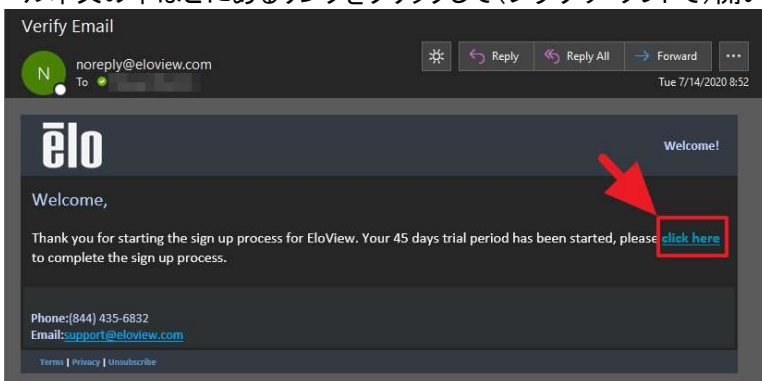 Verify Email
N
noreply@eloview.com
To
Reply
Reply All
Forward
...
Tue 7/14/2020 8:52
ēlo
Welcome!
Welcome,
Thank you for starting the sign up process for EloView. Your 45 days trial period has been started, please click here
to complete the sign up process.
Phone:(844) 435-6832
Email:support@eloview.com
Terms | Privacy | Unsubscribe